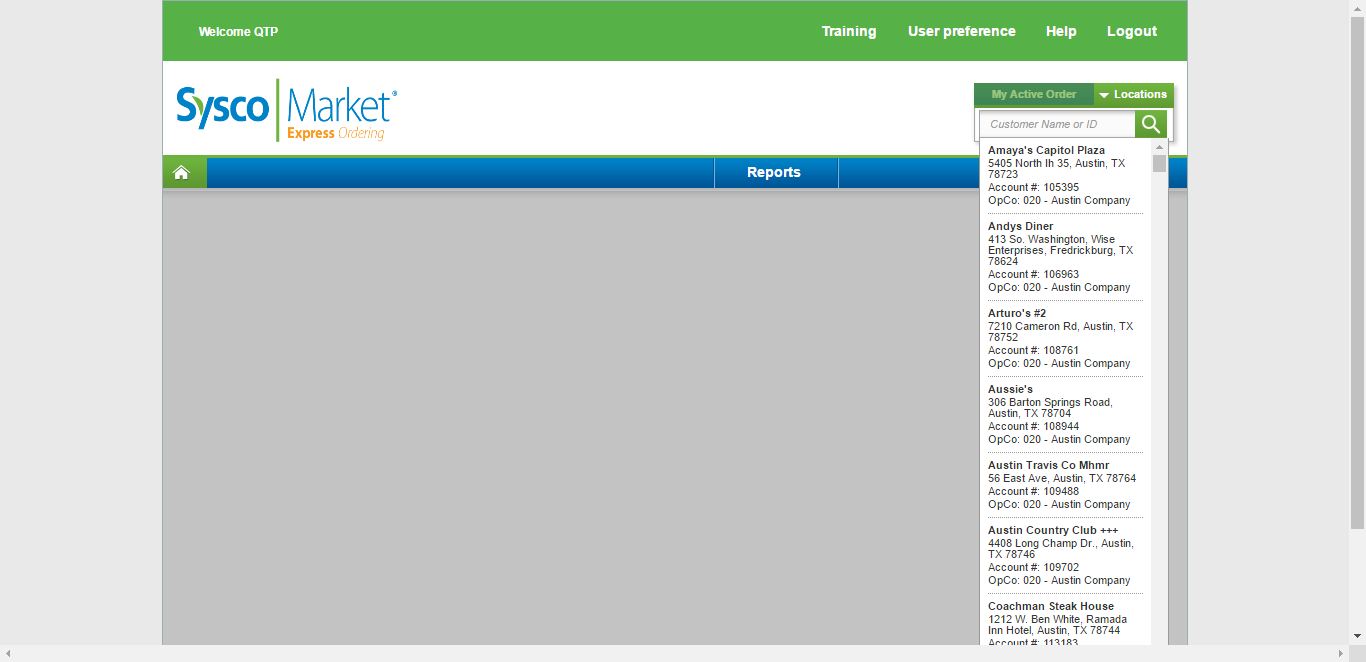 Welcome QTP
Training
User preference
Help
Logout
Sysco Market®
Express Ordering
My Active Order
Locations
Customer Name or ID
Reports
Amaya's Capitol Plaza
5405 North Ih 35, Austin, TX
78723
Account #: 105395
OpCo: 020 - Austin Company
Andys Diner
413 So. Washington, Wise
Enterprises, Fredrickburg, TX
78624
Account #: 106963
OpCo: 020 - Austin Company
Arturo's #2
7210 Cameron Rd, Austin, TX
78752
Account #: 108761
OpCo: 020 - Austin Company
Aussie's
306 Barton Springs Road,
Austin, TX 78704
Account #: 108944
OpCo: 020 - Austin Company
Austin Travis Co Mhmr
56 East Ave, Austin, TX 78764
Account #: 109488
OpCo: 020 - Austin Company
Austin Country Club +++
4408 Long Champ Dr., Austin,
TX 78746
Account #: 109702
OpCo: 020 - Austin Company
Coachman Steak House
1212 W. Ben White, Ramada
Inn Hotel, Austin, TX 78744
Account #: 113183